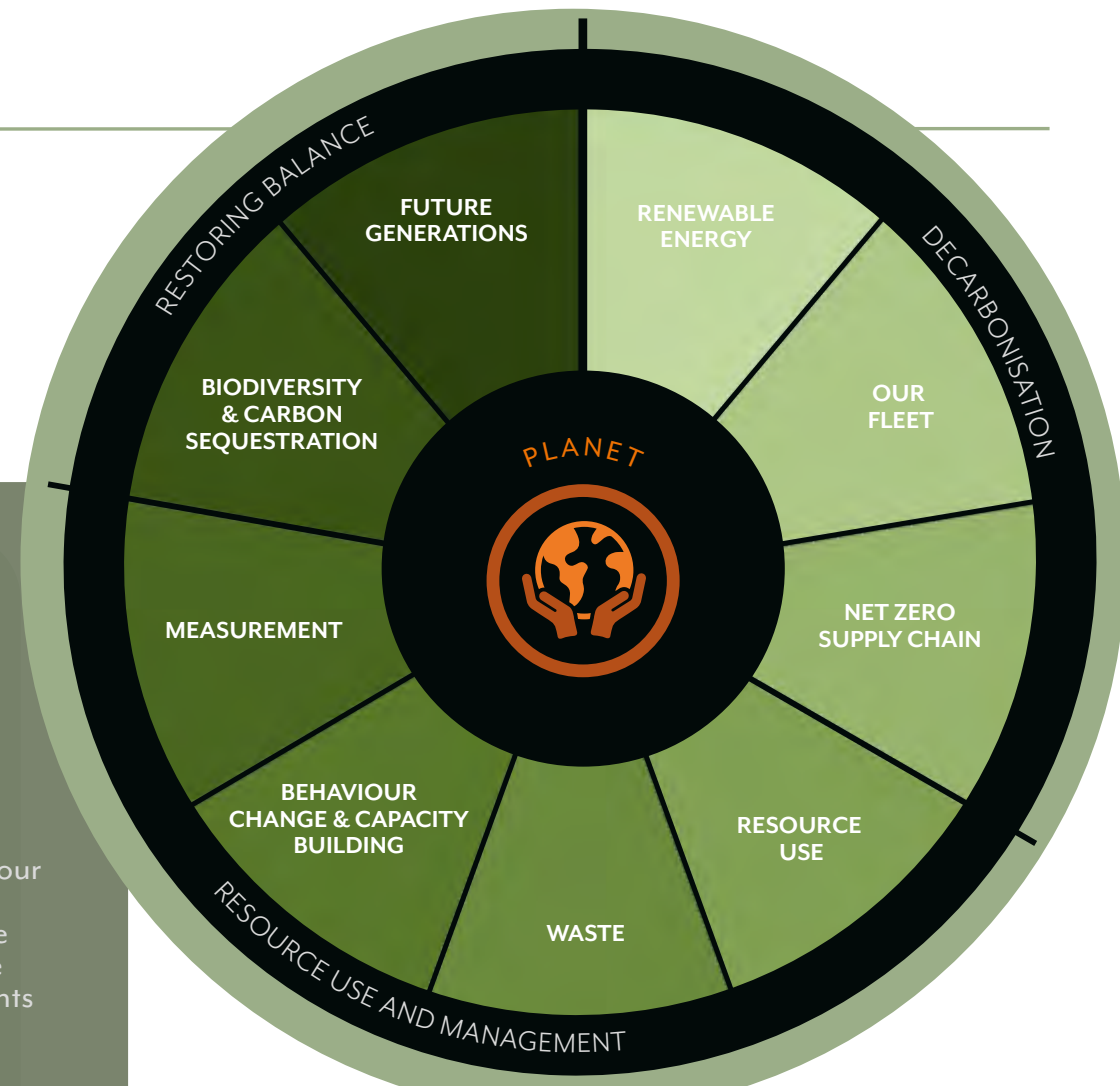 RESTORING BALANCE
DECARBONISATION
FUTURE
GENERATIONS
RENEWABLE
ENERGY
BIODIVERSITY
& CARBON
SEQUESTRATION
OUR
FLEET
PLANET
MEASUREMENT
NET ZERO
SUPPLY CHAIN
BEHAVIOUR
CHANGE & CAPACITY
BUILDING
RESOURCE
USE
WASTE
RESOURCE USE AND MANAGEMENT
our